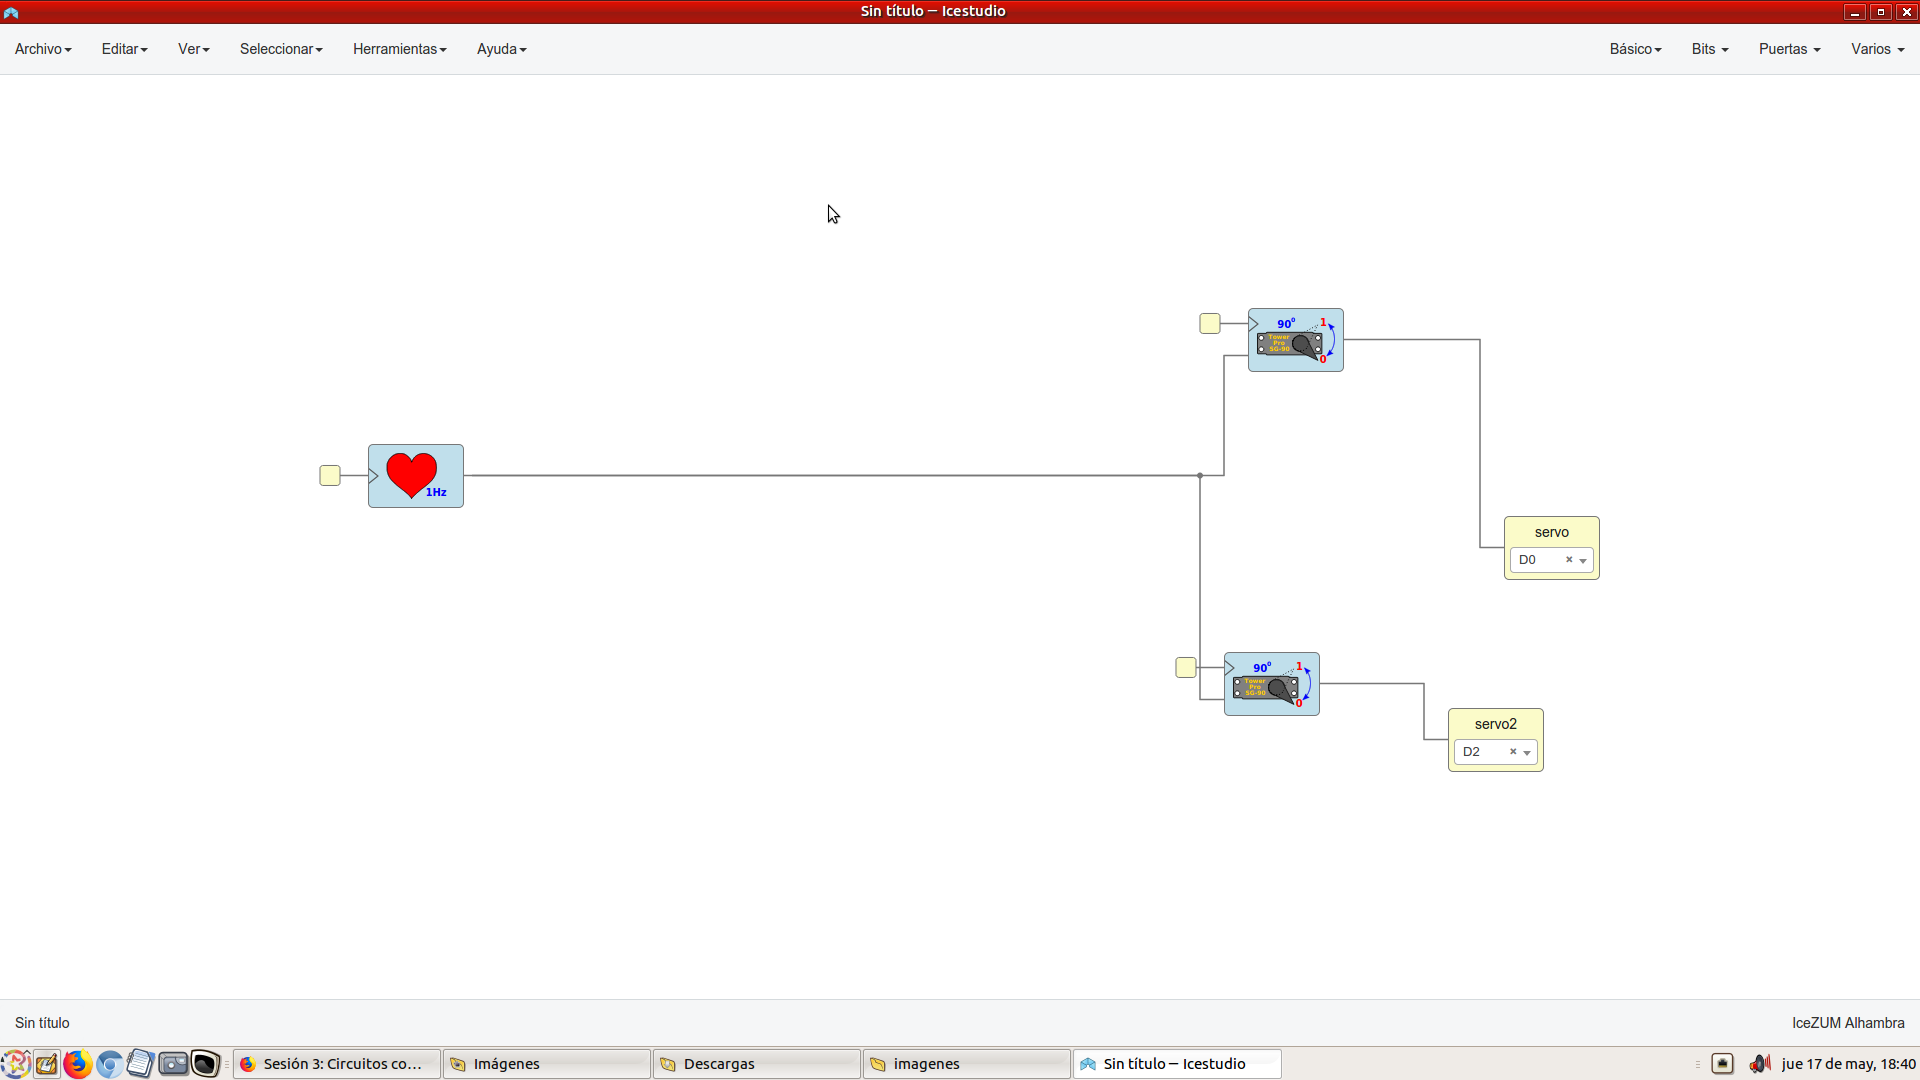 Sin título — Icestudio
Archivo Editar Ver Seleccionar Herramientas Ayuda Básico Bits Puertas Varios
90⁰ 1
Tower
Pro
SG-90
0
1Hz
servo
D0
90⁰ 1
Tower
Pro
SG-90
0
servo2
D2
Sin título IceZUM Alhambra
Sesión 3: Circuitos co... Imágenes Descargas imagenes Sin título — Icestudio jue 17 de may, 18:40